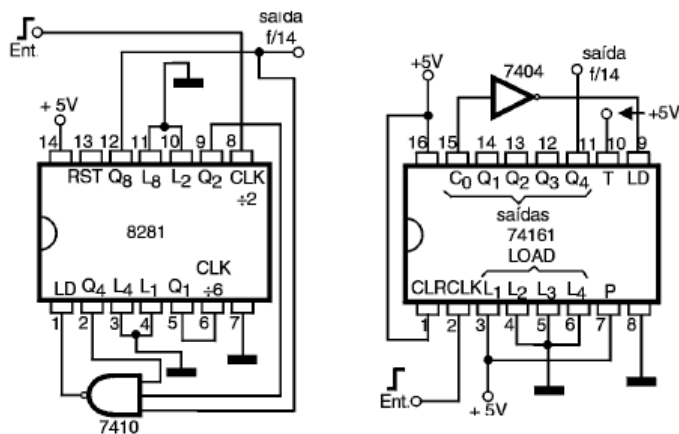 saída
f/14
Ent.
+ 5V
14 13 12 11 10 9 8
RST Q8 L8 L2 Q2 CLK
÷2
8281
CLK
÷6
LD Q4 L4 L1 Q1
1 2 3 4 5 6 7
7410
+5V
7404
saída
f/14
+5V
16 15 14 13 12 11 10 9
C0 Q1 Q2 Q3 Q4 T LD
saídas
74161
LOAD
CLR CLK L1 L2 L3 L4 P
1 2 3 4 5 6 7 8
Ent.
+ 5V